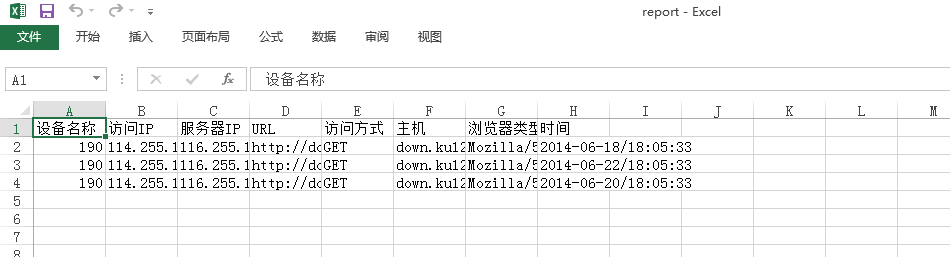 report - Excel
文件 开始 插入 页面布局 公式 数据 审阅 视图
A1 fx 设备名称
A B C D E F G H I J K L M
1 设备名称 访问IP 服务器IP URL 访问方式 主机 浏览器类型 时间
2 190 114.255.1 116.255.1 http://do GET down.ku12 Mozilla/5 2014-06-18/18:05:33
3 190 114.255.1 116.255.1 http://do GET down.ku12 Mozilla/5 2014-06-22/18:05:33
4 190 114.255.1 116.255.1 http://do GET down.ku12 Mozilla/5 2014-06-20/18:05:33
5
6
7
8